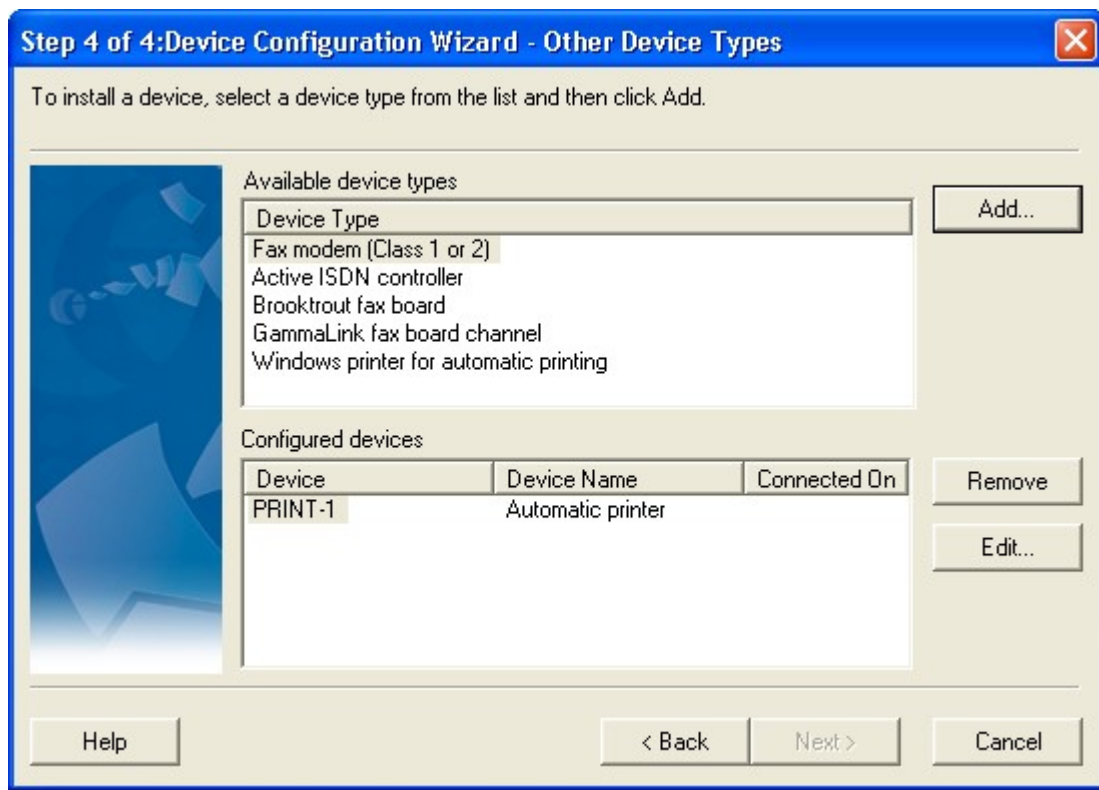 Step 4 of 4:Device Configuration Wizard - Other Device Types
To install a device, select a device type from the list and then click Add.
Available device types
Add...
Device Type
Fax modem (Class 1 or 2)
Active ISDN controller
Brooktrout fax board
GammaLink fax board channel
Windows printer for automatic printing
Configured devices
Device Device Name Connected On
Remove
PRINT-1 Automatic printer
Edit...
Help < Back Next > Cancel